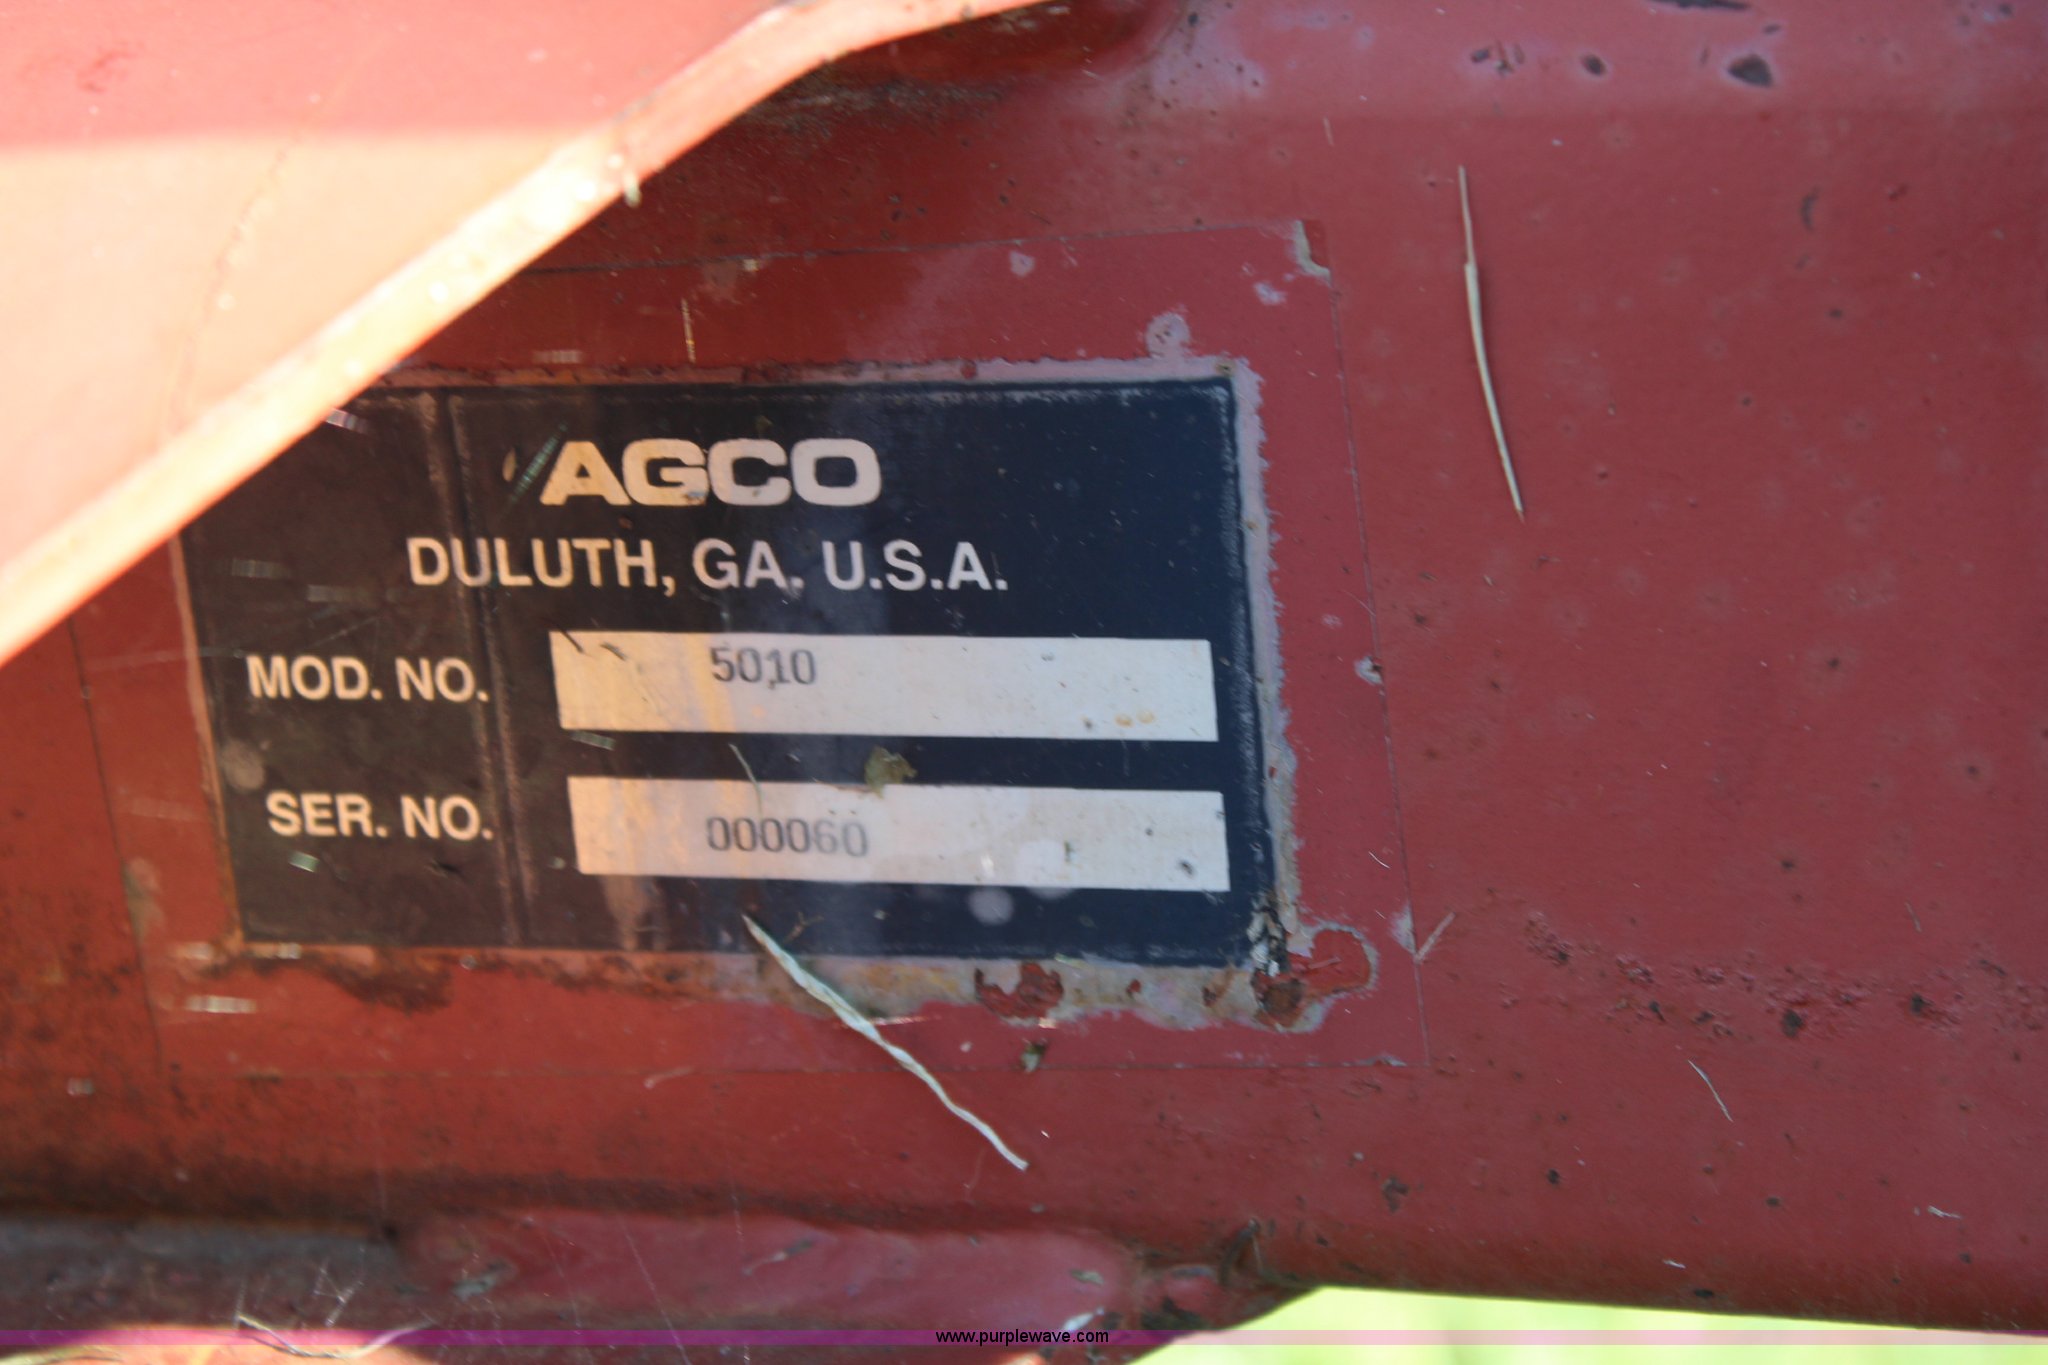 AGCO
DULUTH, GA. U.S.A.
MOD. NO. 5010
SER. NO. 000060
www.purplewave.com